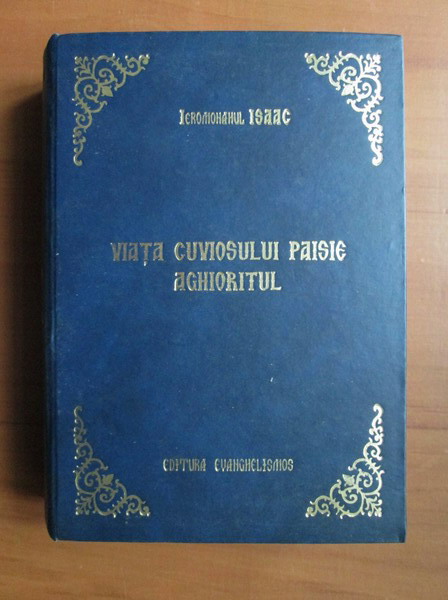 Ieromonahul ISAAC
VIAȚA CUVIOSULUI PAISIE
AGHIORITUL
EDITURA EVANGHELISMOS